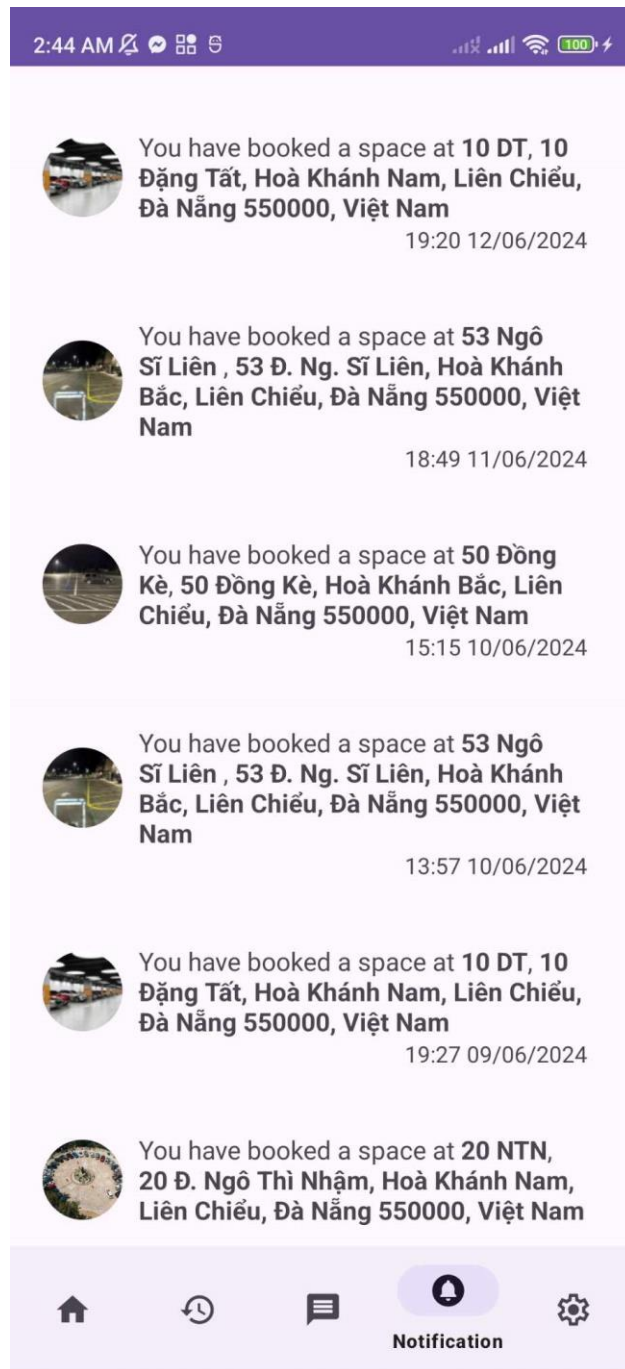 2:44 AM
100
You have booked a space at 10 DT, 10
Đặng Tất, Hoà Khánh Nam, Liên Chiểu,
Đà Nẵng 550000, Việt Nam
19:20 12/06/2024
You have booked a space at 53 Ngô
Sĩ Liên , 53 Đ. Ng. Sĩ Liên, Hoà Khánh
Bắc, Liên Chiểu, Đà Nẵng 550000, Việt
Nam
18:49 11/06/2024
You have booked a space at 50 Đồng
Kè, 50 Đồng Kè, Hoà Khánh Bắc, Liên
Chiểu, Đà Nẵng 550000, Việt Nam
15:15 10/06/2024
You have booked a space at 53 Ngô
Sĩ Liên , 53 Đ. Ng. Sĩ Liên, Hoà Khánh
Bắc, Liên Chiểu, Đà Nẵng 550000, Việt
Nam
13:57 10/06/2024
You have booked a space at 10 DT, 10
Đặng Tất, Hoà Khánh Nam, Liên Chiểu,
Đà Nẵng 550000, Việt Nam
19:27 09/06/2024
You have booked a space at 20 NTN,
20 Đ. Ngô Thì Nhậm, Hoà Khánh Nam,
Liên Chiểu, Đà Nẵng 550000, Việt Nam
Notification